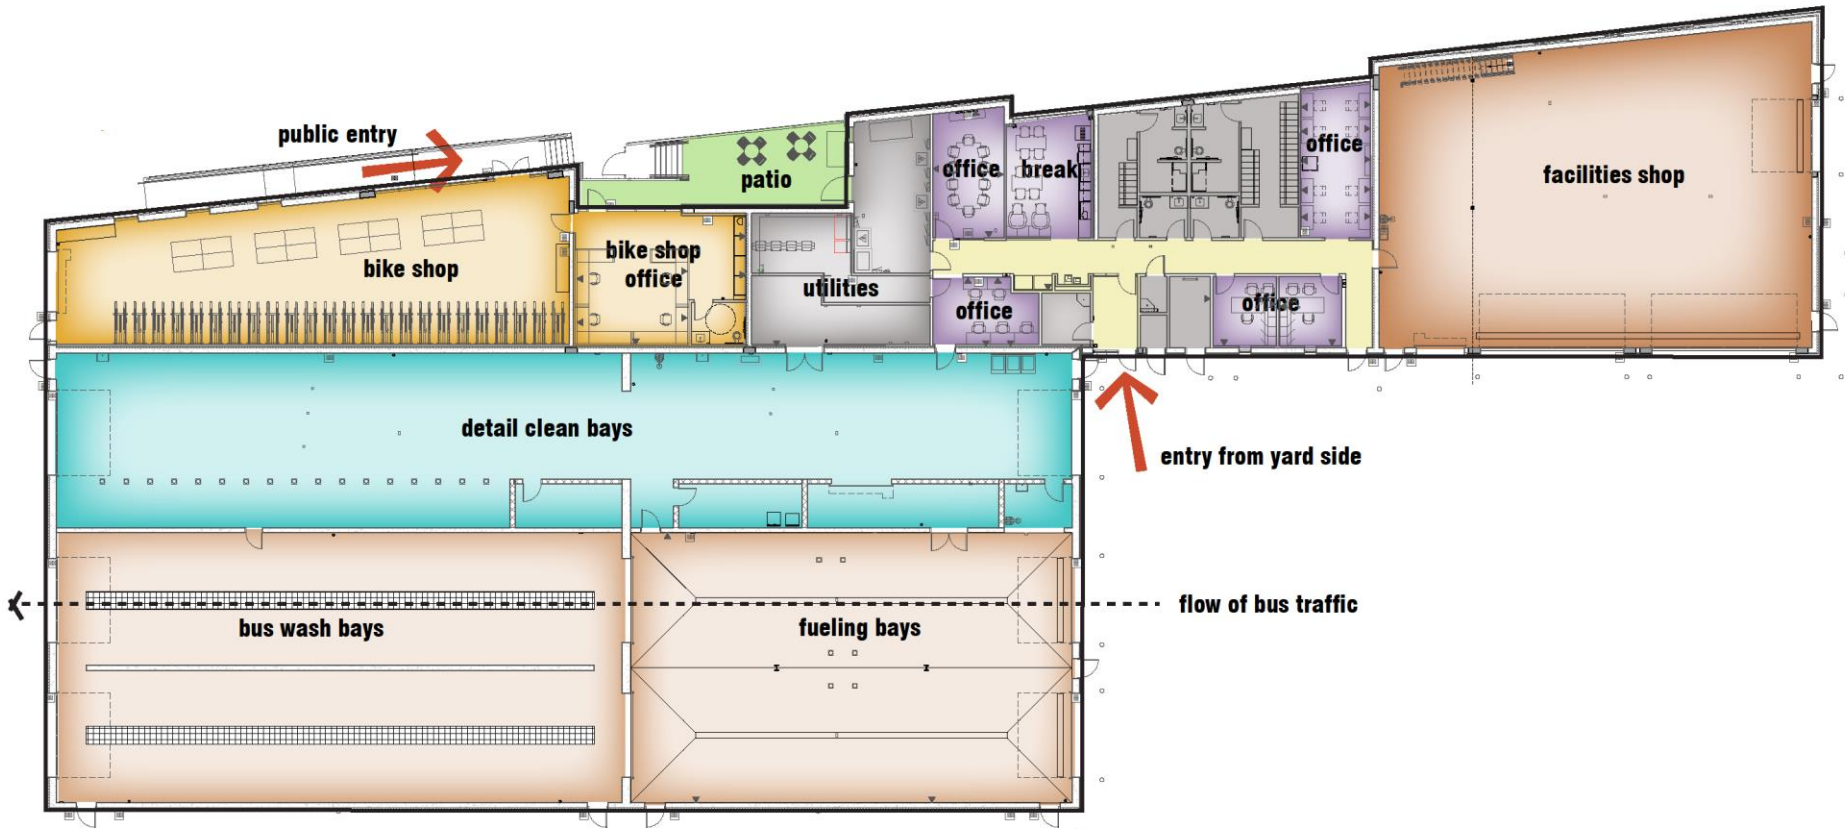 public entry
patio
office
break
office
facilities shop
bike shop
bike shop
office
utilities
office
office
detail clean bays
entry from yard side
flow of bus traffic
bus wash bays
fueling bays